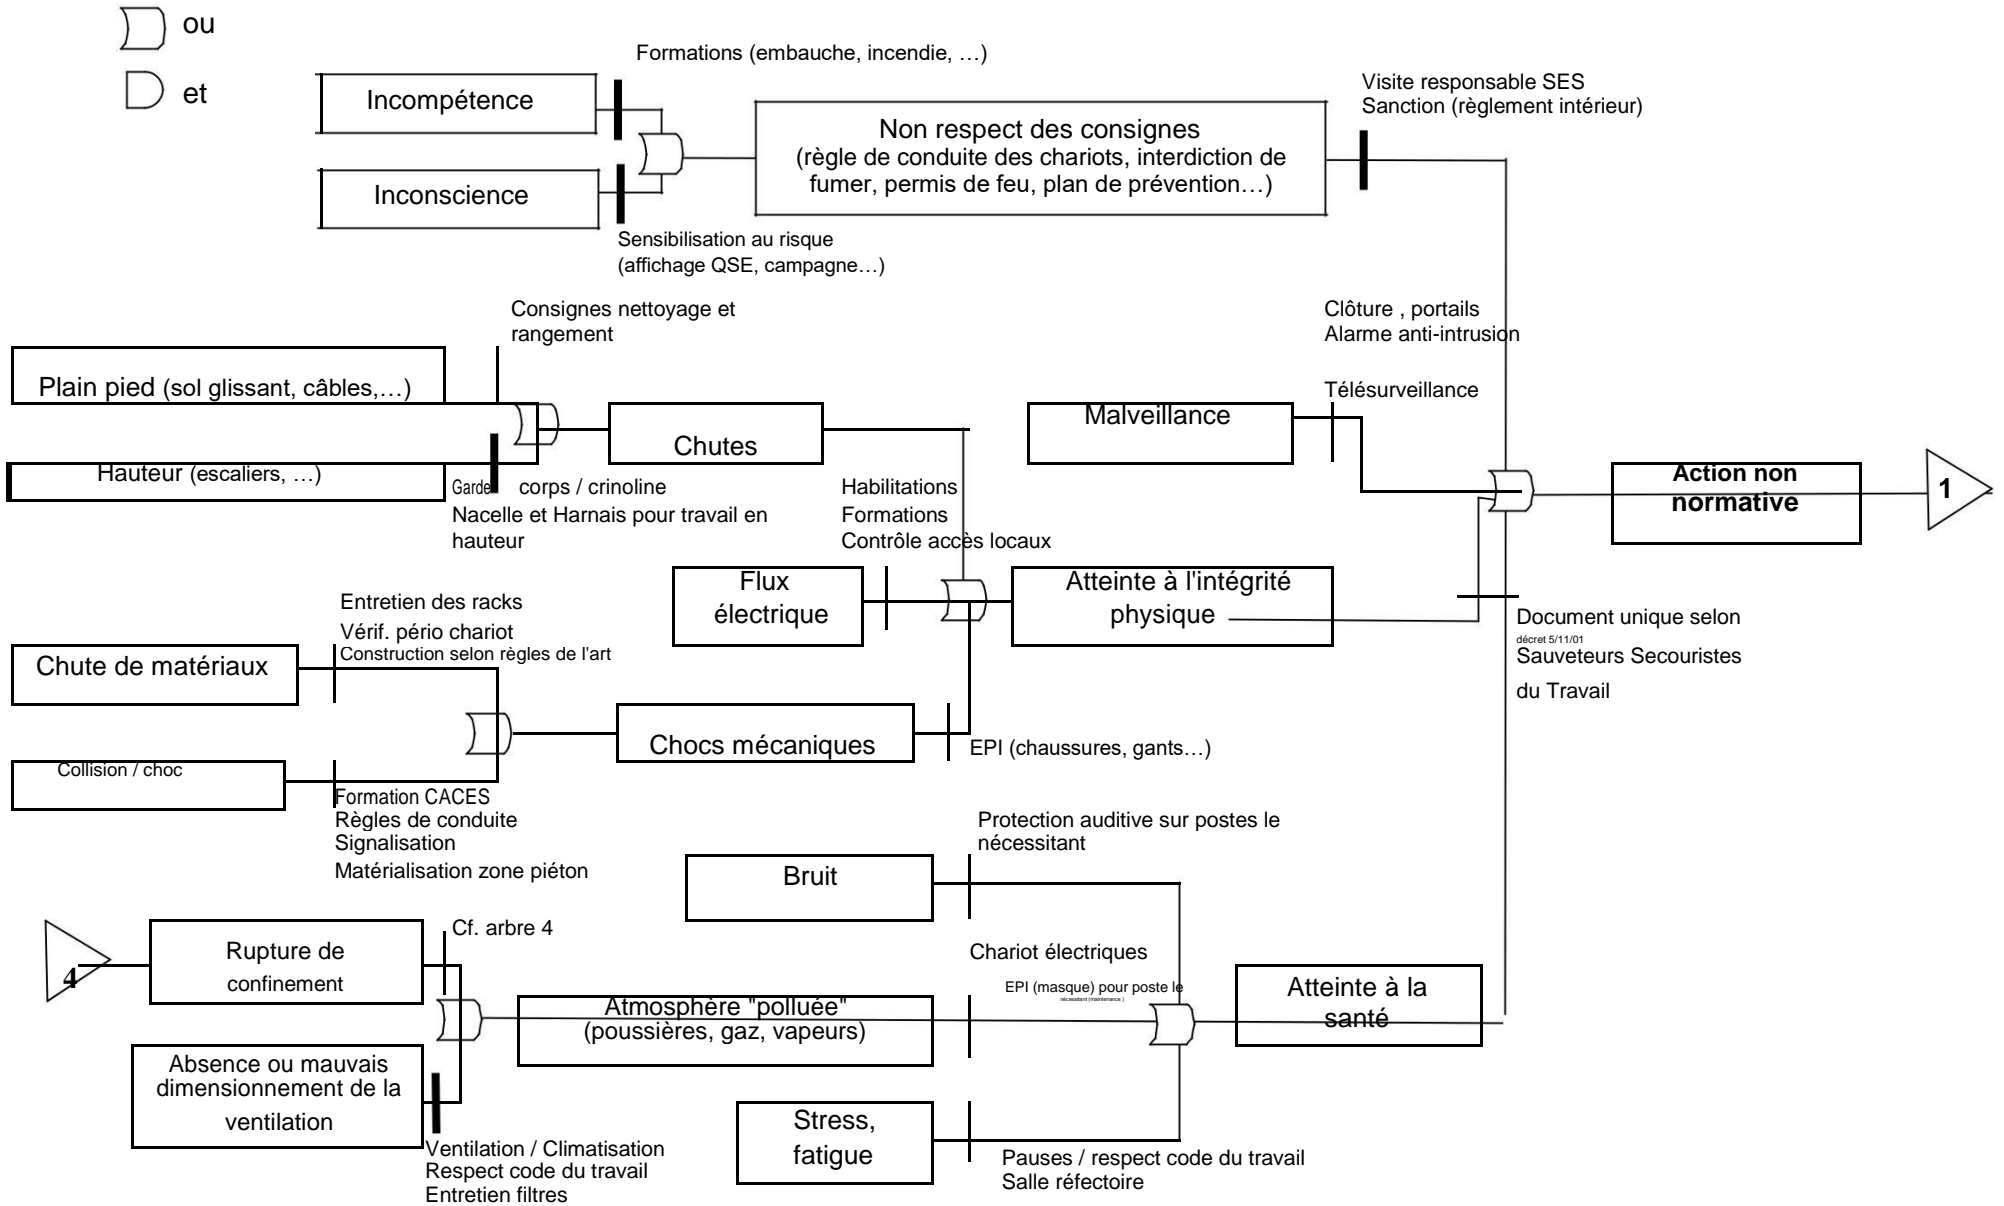 ou
et
Formations (embauche, incendie, …)
Incompétence
Inconscience
Sensibilisation au risque
(affichage QSE, campagne…)
Non respect des consignes
(règle de conduite des chariots, interdiction de
fumer, permis de feu, plan de prévention…)
Visite responsable SES
Sanction (règlement intérieur)
Consignes nettoyage et
rangement
Plain pied (sol glissant, câbles,…)
Hauteur (escaliers, …)
Garde corps / crinoline
Nacelle et Harnais pour travail en
hauteur
Chutes
Clôture , portails
Alarme anti-intrusion
Télésurveillance
Malveillance
Action non
normative
1
Habilitations
Formations
Contrôle accès locaux
Flux
électrique
Atteinte à l'intégrité
physique
Document unique selon
décret 5/11/01
Sauveteurs Secouristes
du Travail
Entretien des racks
Vérif. pério chariot
Construction selon règles de l'art
Chute de matériaux
Collision / choc
Chocs mécaniques
EPI (chaussures, gants…)
Formation CACES
Règles de conduite
Signalisation
Matérialisation zone piéton
Protection auditive sur postes le
nécessitant
Bruit
4
Rupture de
confinement
Cf. arbre 4
Chariot électriques
EPI (masque) pour poste le
nécessitant (maintenance )
Atmosphère "polluée"
(poussières, gaz, vapeurs)
Atteinte à la
santé
Absence ou mauvais
dimensionnement de la
ventilation
Ventilation / Climatisation
Respect code du travail
Entretien filtres
Stress,
fatigue
Pauses / respect code du travail
Salle réfectoire